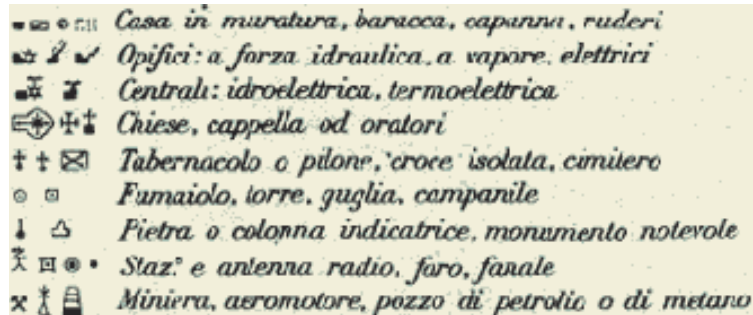 Casa in muratura, baracca, capanna, ruderi
Opifici: a forza idraulica, a vapore, elettrici
Centrali: idroelettrica, termoelettrica
Chiese, cappella od oratori
Tabernacolo o pilone, croce isolata, cimitero
Fumaiolo, torre, guglia, campanile
Pietra o colonna indicatrice, monumento notevole
Staz.e e antenna radio, faro, fanale
Miniera, aeromotore, pozzo di petrolio o di metano